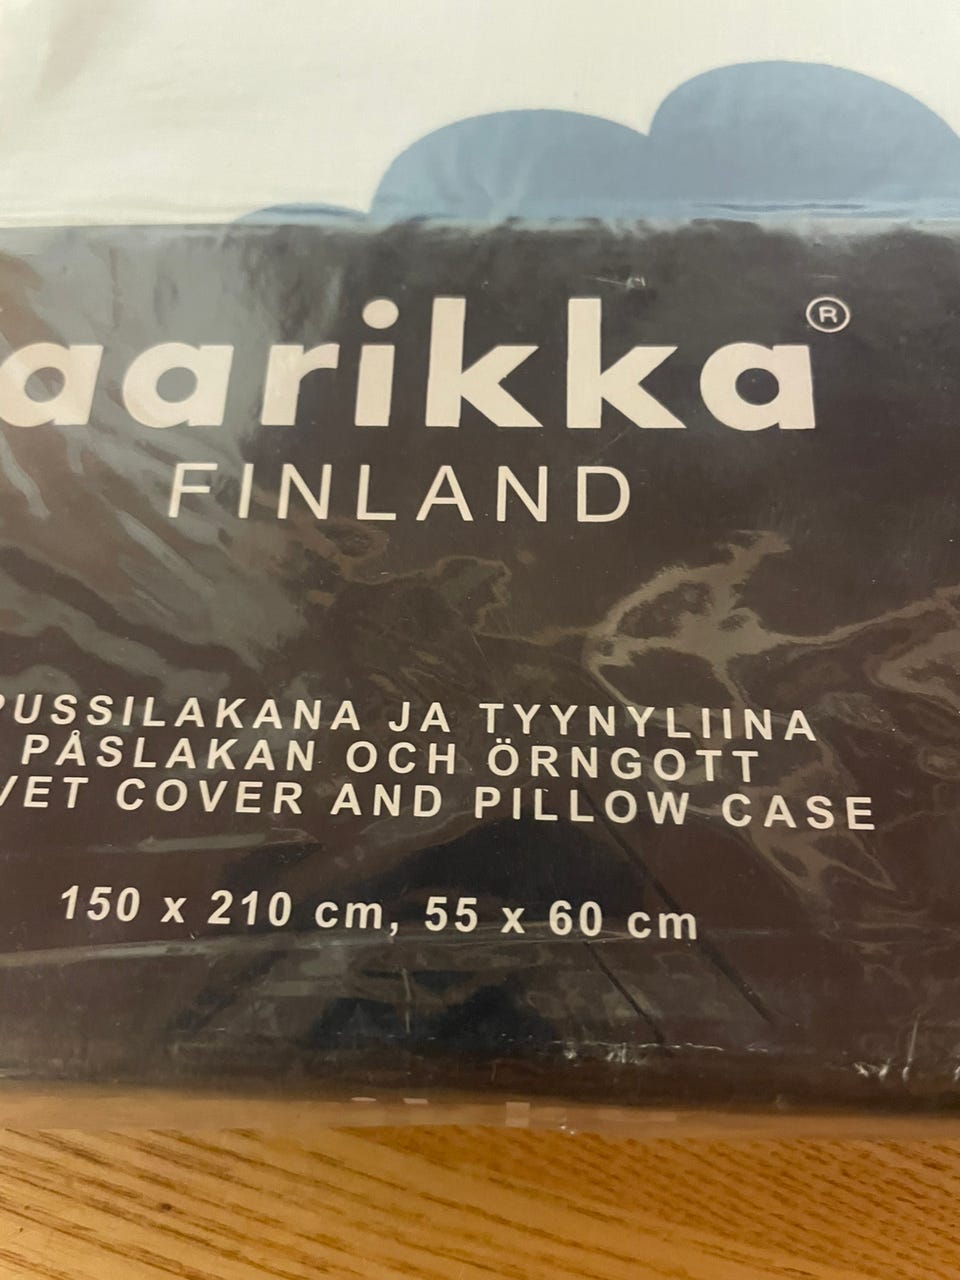 aarikka®
FINLAND
PUSSILAKANA JA TYYNYLIINA
PÅSLAKAN OCH ÖRNGOTT
VET COVER AND PILLOW CASE
150 x 210 cm, 55 x 60 cm